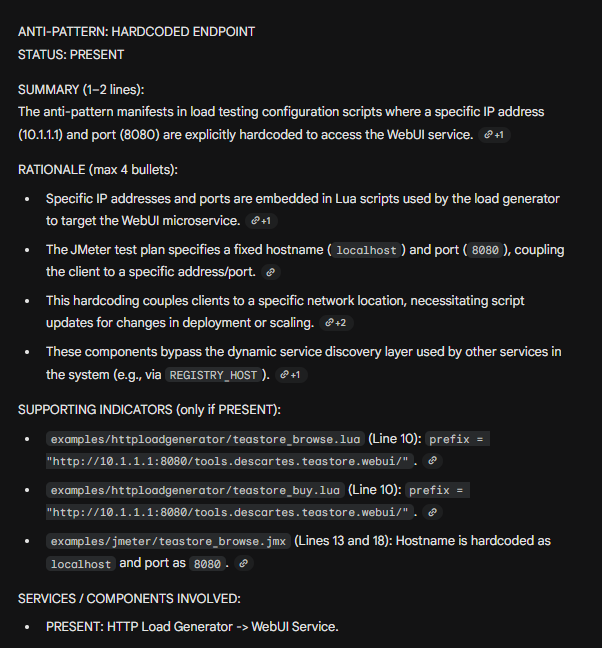 ANTI-PATTERN: HARDCODED ENDPOINT
STATUS: PRESENT
SUMMARY (1–2 lines):
The anti-pattern manifests in load testing configuration scripts where a specific IP address
(10.1.1.1) and port (8080) are explicitly hardcoded to access the WebUI service. +1
RATIONALE (max 4 bullets):
• Specific IP addresses and ports are embedded in Lua scripts used by the load generator
to target the WebUI microservice. +1
• The JMeter test plan specifies a fixed hostname ( localhost ) and port ( 8080 ), coupling
the client to a specific address/port.
• This hardcoding couples clients to a specific network location, necessitating script
updates for changes in deployment or scaling. +2
• These components bypass the dynamic service discovery layer used by other services in
the system (e.g., via REGISTRY_HOST ). +1
SUPPORTING INDICATORS (only if PRESENT):
• examples/httploadgenerator/teastore_browse.lua (Line 10): prefix =
"http://10.1.1.1:8080/tools.descartes.teastore.webui/" .
• examples/httploadgenerator/teastore_buy.lua (Line 10): prefix =
"http://10.1.1.1:8080/tools.descartes.teastore.webui/" .
• examples/jmeter/teastore_browse.jmx (Lines 13 and 18): Hostname is hardcoded as
localhost and port as 8080 .
SERVICES / COMPONENTS INVOLVED:
• PRESENT: HTTP Load Generator -> WebUI Service.